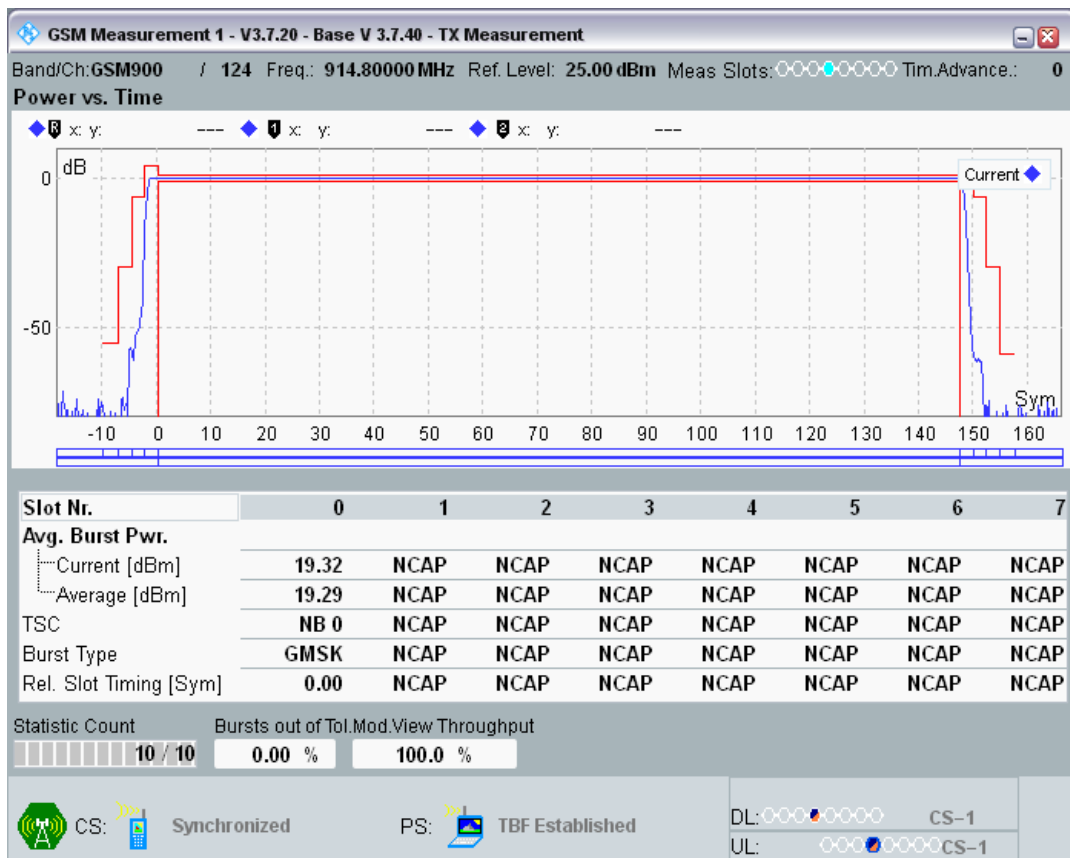 GSM Measurement 1 - V3.7.20 - Base V 3.7.40 - TX Measurement
Band/Ch:GSM900 / 124 Freq.: 914.80000 MHz Ref. Level: 25.00 dBm Meas Slots: Tim.Advance.: 0
Power vs. Time
R x: y: --- 1 x: y: --- 2 x: y: ---
dB
Current
0
-50
Sym
-10 0 10 20 30 40 50 60 70 80 90 100 110 120 130 140 150 160
Slot Nr. 0 1 2 3 4 5 6 7
Avg. Burst Pwr.
Current [dBm] 19.32 NCAP NCAP NCAP NCAP NCAP NCAP NCAP
Average [dBm] 19.29 NCAP NCAP NCAP NCAP NCAP NCAP NCAP
TSC NB 0 NCAP NCAP NCAP NCAP NCAP NCAP NCAP
Burst Type GMSK NCAP NCAP NCAP NCAP NCAP NCAP NCAP
Rel. Slot Timing [Sym] 0.00 NCAP NCAP NCAP NCAP NCAP NCAP NCAP
Statistic Count Bursts out of Tol.Mod.View Throughput
10 / 10 0.00 % 100.0 %
CS: Synchronized PS: TBF Established
DL: CS-1
UL: CS-1